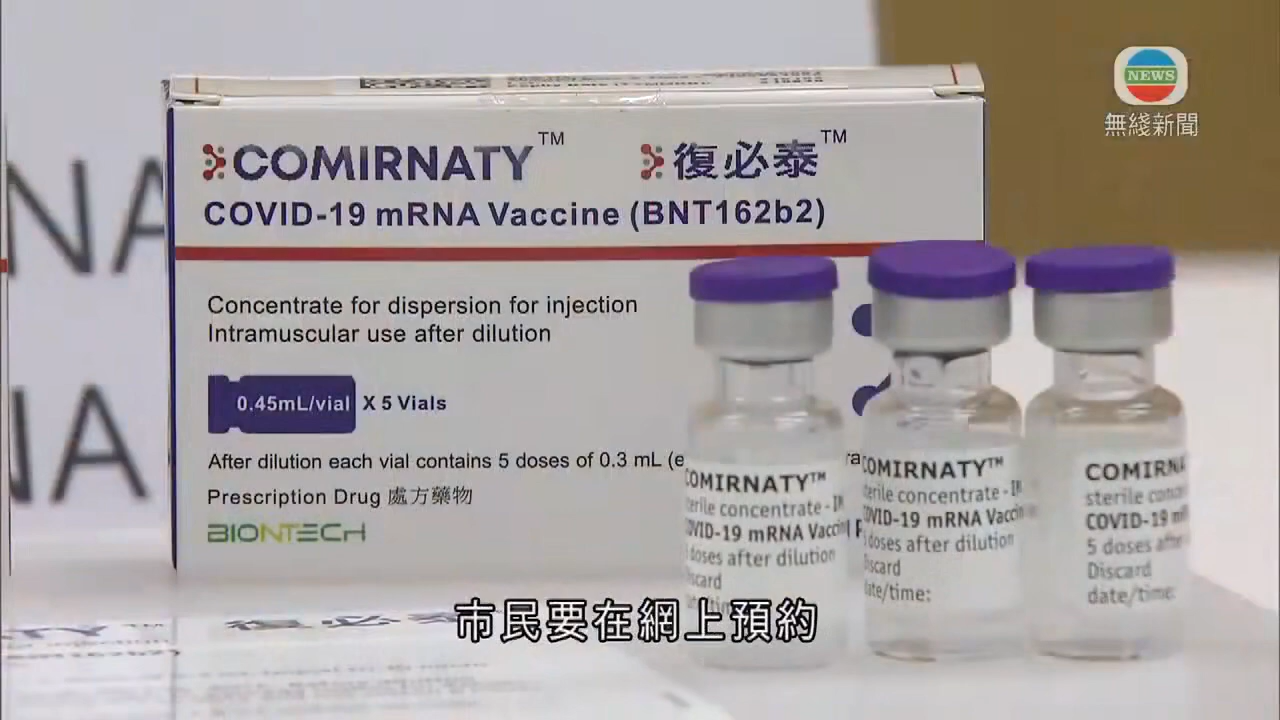 NEWS
無綫新聞
COMIRNATY™ 復必泰™
COVID-19 mRNA Vaccine (BNT162b2)
Concentrate for dispersion for injection
Intramuscular use after dilution
0.45mL/vial X 5 Vials
After dilution each vial contains 5 doses of 0.3 mL
Prescription Drug 處方藥物
BIONTECH
COMIRNATY™
sterile concentrate
COVID-19 mRNA Vaccin
doses after dilution
Discard
COMIRNATY™
sterile concentrate
COVID-19 mRNA Vaccin
doses after dilution
Discard
date/time:
COMIRNA
sterile conc
COVID-19 m
5 doses after
Discard
date/time:
市民要在網上預約